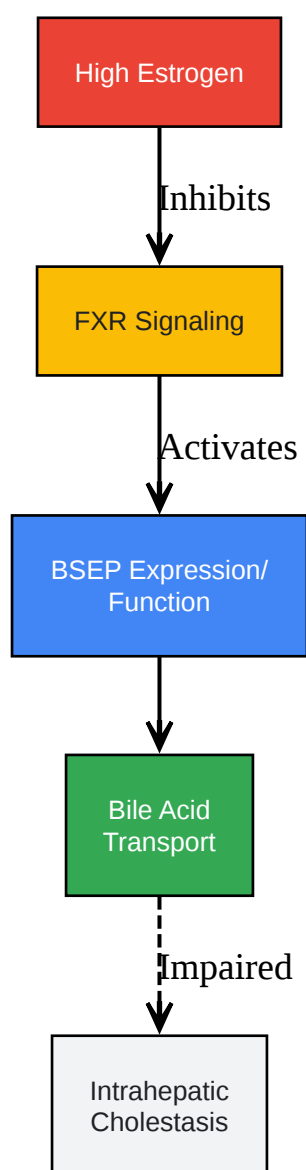 High Estrogen
Inhibits
FXR Signaling
Activates
BSEP Expression/
Function
Bile Acid
Transport
Impaired
Intrahepatic
Cholestasis